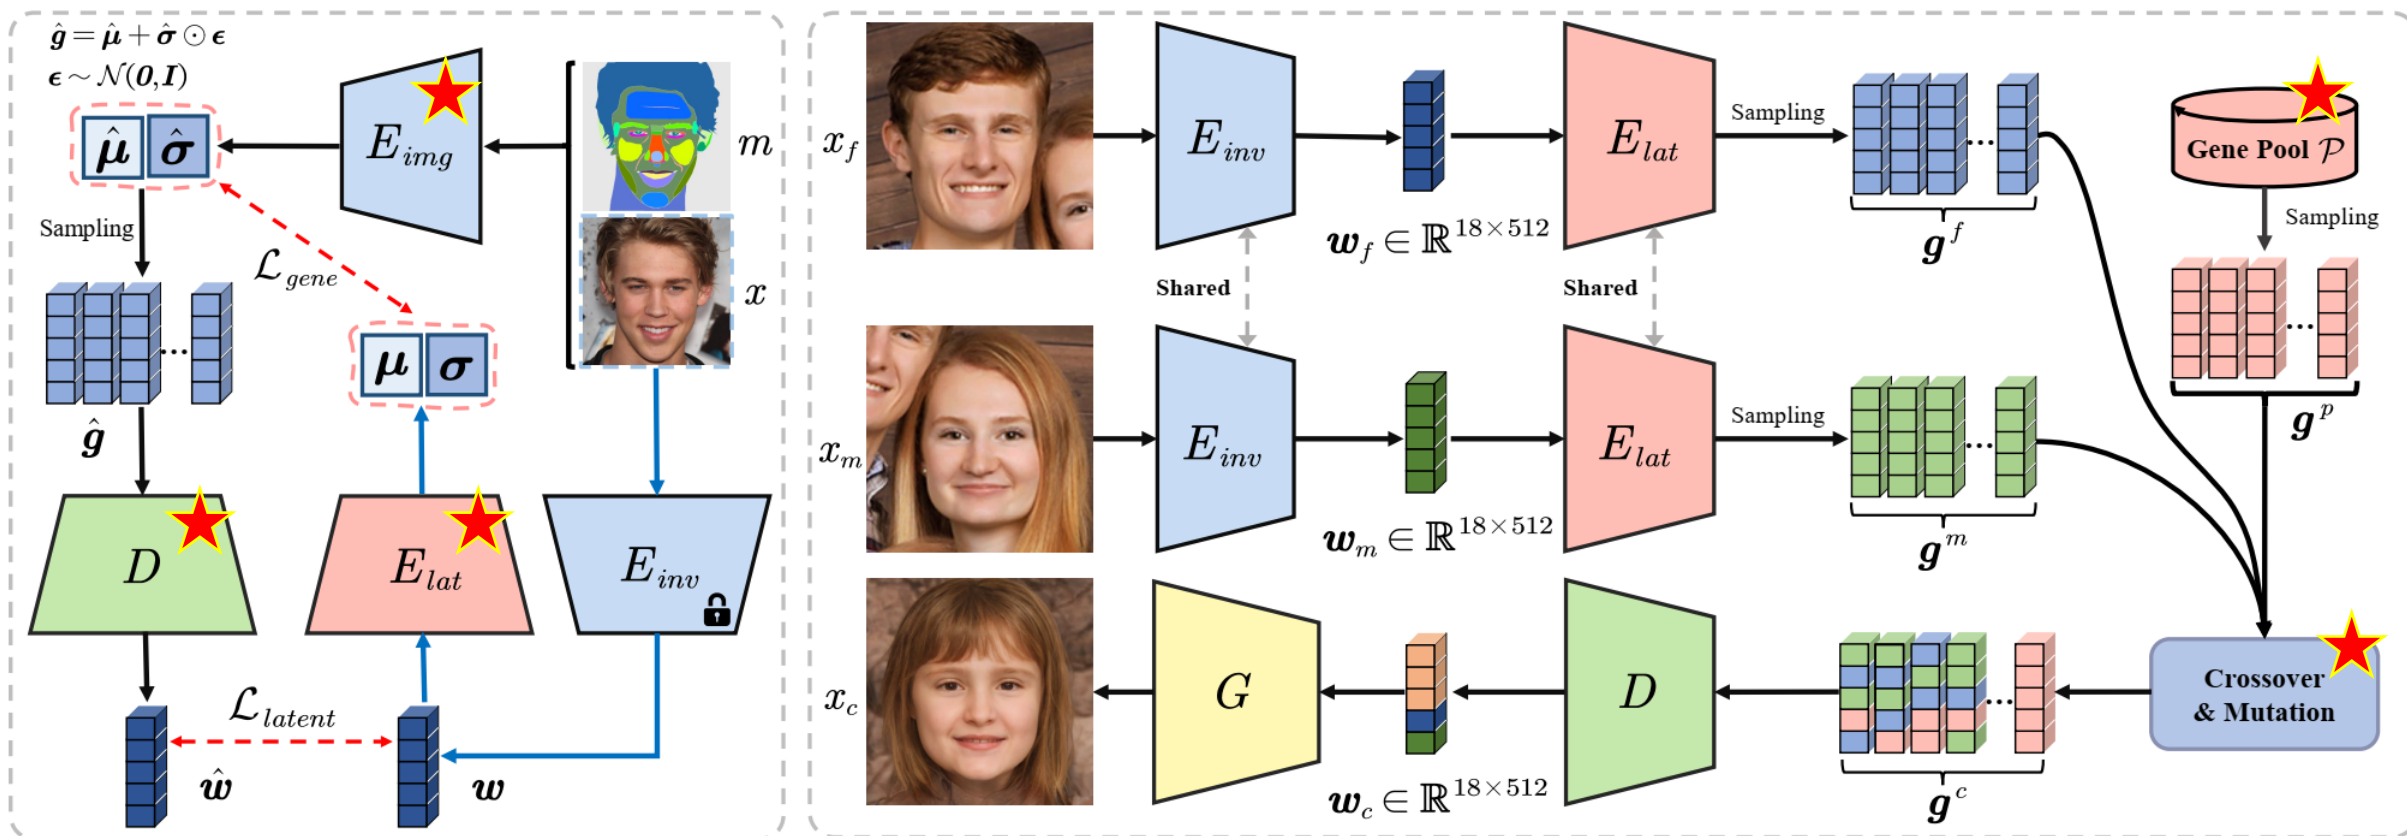 ĝ = μ̂ + σ̂ ⊙ ϵ
ϵ ~ 𝒩(0, I)
μ̂ σ̂
E_img
m
x
Sampling
ℒ_gene
μ σ
ĝ
D
E_lat
E_inv
ℒ_latent
ŵ
w
x_f
E_inv
w_f ∈ ℝ^{18×512}
E_lat
Sampling
...
g^f
Gene Pool 𝒫
Sampling
...
g^p
Shared
Shared
x_m
E_inv
w_m ∈ ℝ^{18×512}
E_lat
Sampling
...
g^m
x_c
G
w_c ∈ ℝ^{18×512}
D
...
g^c
Crossover
& Mutation